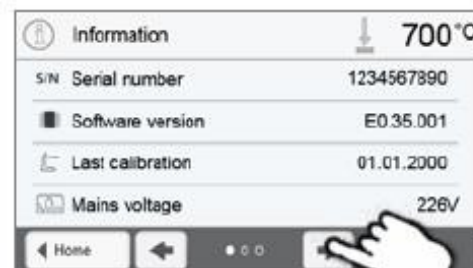 Information 700°C
S/N Serial number 1234567890
Software version E0.35.001
Last calibration 01.01.2000
Mains voltage 226V
Home